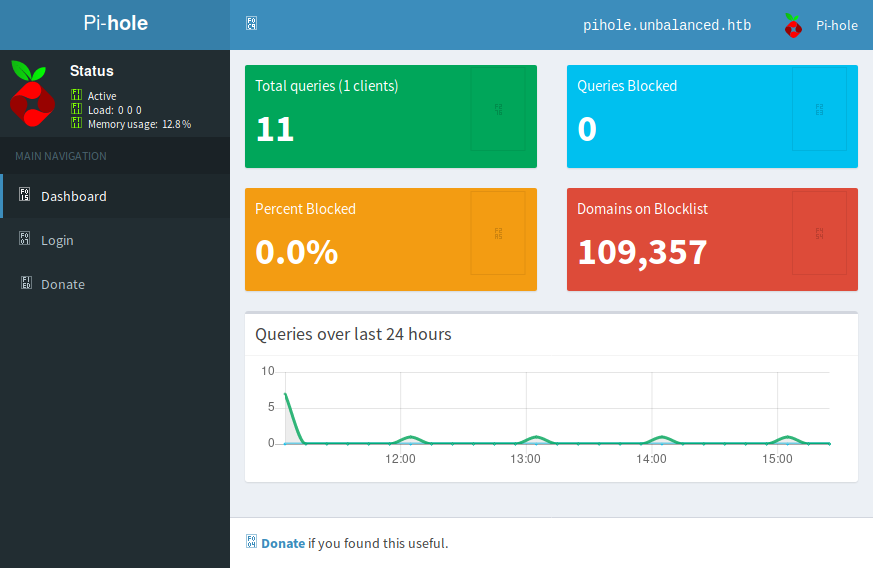 Pi-hole
pihole.unbalanced.htb
Pi-hole
Status
Active
Load: 0 0 0
Memory usage: 12.8 %
MAIN NAVIGATION
Dashboard
Login
Donate
Total queries (1 clients)
11
Queries Blocked
0
Percent Blocked
0.0%
Domains on Blocklist
109,357
Queries over last 24 hours
10
5
0
12:00 13:00 14:00 15:00
Donate if you found this useful.